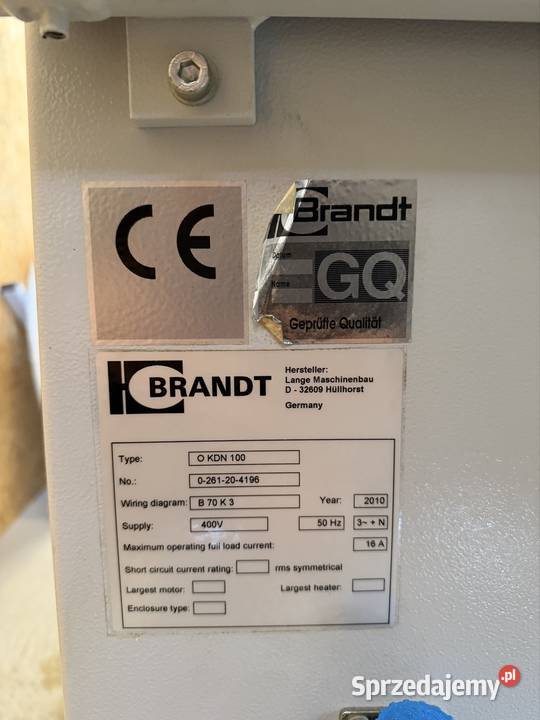 CE
Brandt
Datum
Name
GQ
Geprüfte Qualität
BRANDT
Hersteller:
Lange Maschinenbau
D - 32609 Hüllhorst
Germany
Type: O KDN 100
No.: 0-261-20-4196
Wiring diagram: B 70 K 3 Year: 2010
Supply: 400V 50 Hz 3~ + N
Maximum operating full load current: 16 A
Short circuit current rating: rms symmetrical
Largest motor: Largest heater:
Enclosure type:
Sprzedajemy.pl